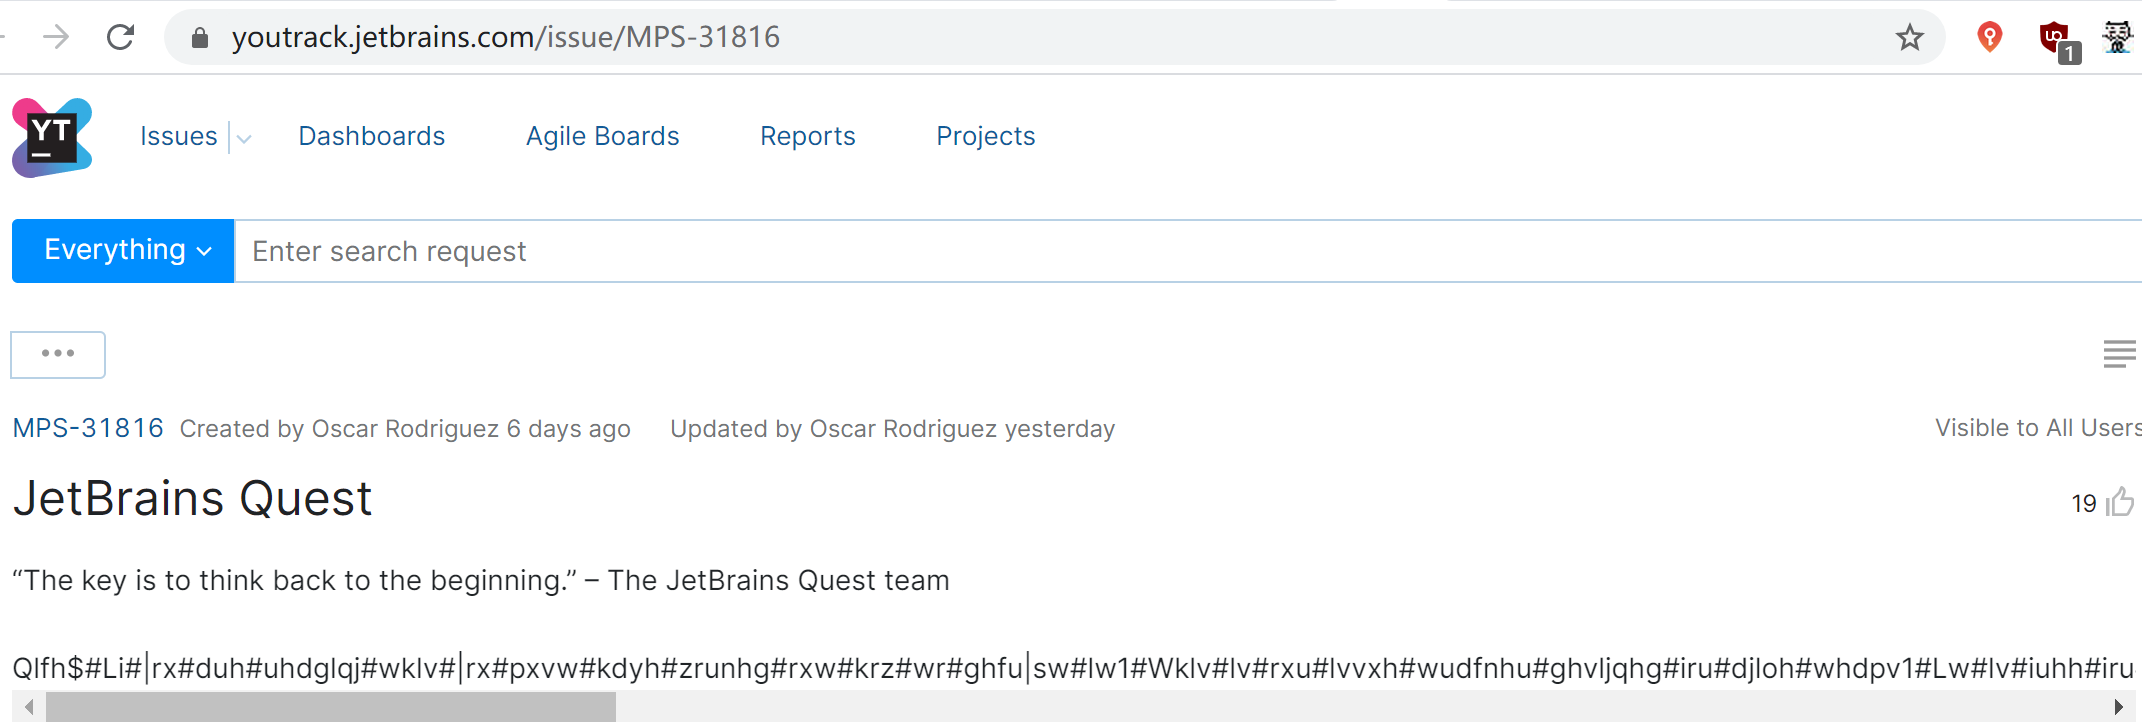 youtrack.jetbrains.com/issue/MPS-31816
1
YT
Issues Dashboards Agile Boards Reports Projects
Everything Enter search request
MPS-31816 Created by Oscar Rodriguez 6 days ago Updated by Oscar Rodriguez yesterday Visible to All Users
JetBrains Quest
19
“The key is to think back to the beginning.” – The JetBrains Quest team
Qlfh$#Li#|rx#duh#uhdglqj#wklv#|rx#pxvw#kdyh#zrunhg#rxw#krz#wr#ghfu|sw#lw1#Wklv#lv#rxu#lvvxh#wudfnhu#ghvljqhg#iru#djloh#whdpv1#Lw#lv#iuhh#iru